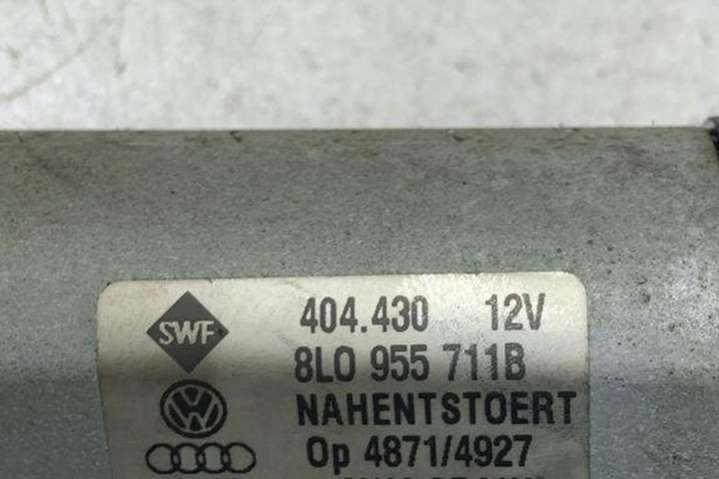 SWF 404.430 12V
8L0 955 711B
NAHENTSTOERT
Op 4871/4927